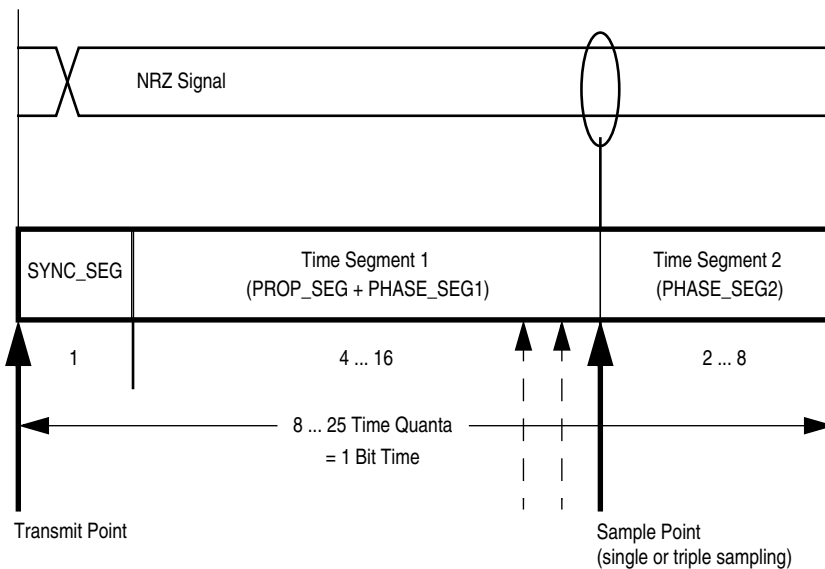 NRZ Signal
SYNC_SEG
Time Segment 1
(PROP_SEG + PHASE_SEG1)
Time Segment 2
(PHASE_SEG2)
1
4 ... 16
2 ... 8
8 ... 25 Time Quanta
= 1 Bit Time
Transmit Point
Sample Point
(single or triple sampling)